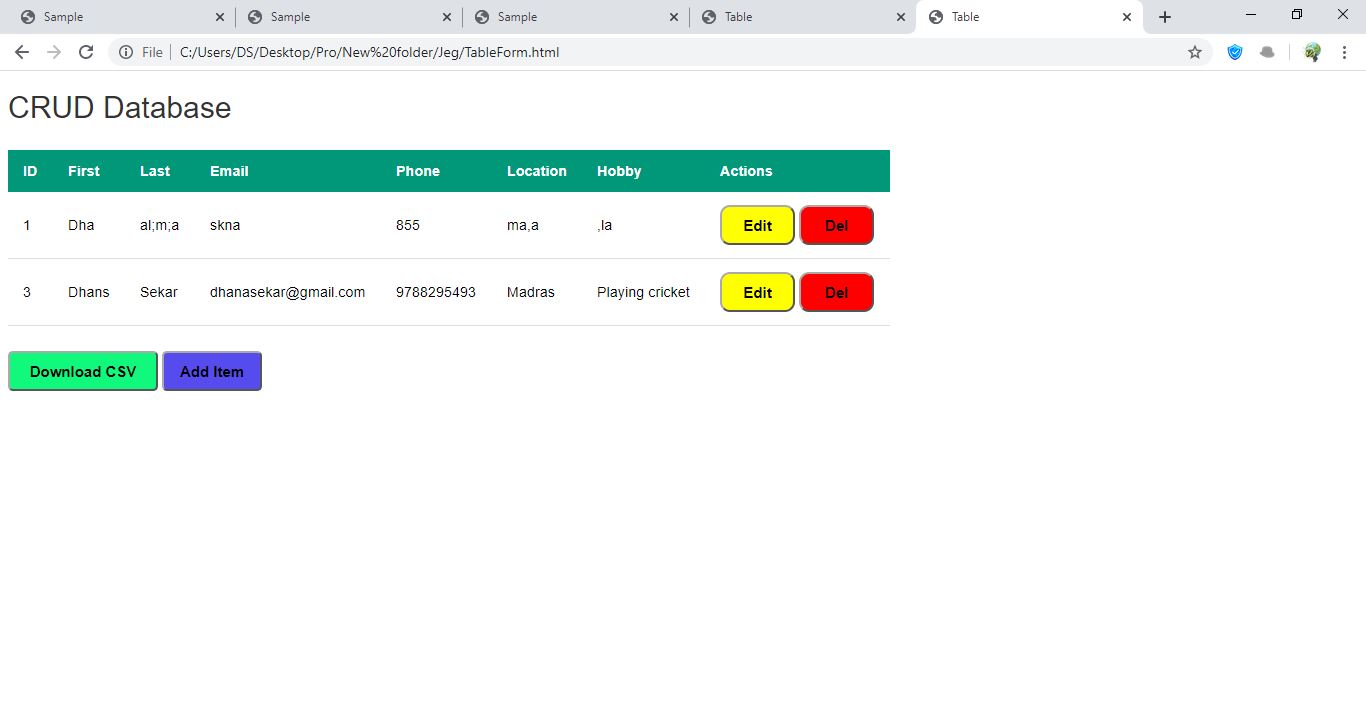 Sample Sample Sample Table Table
File C:/Users/DS/Desktop/Pro/New%20folder/Jeg/TableForm.html
CRUD Database
ID First Last Email Phone Location Hobby Actions
1 Dha al;m;a skna 855 ma,a ,la Edit Del
3 Dhans Sekar dhanasekar@gmail.com 9788295493 Madras Playing cricket Edit Del
Download CSV Add Item